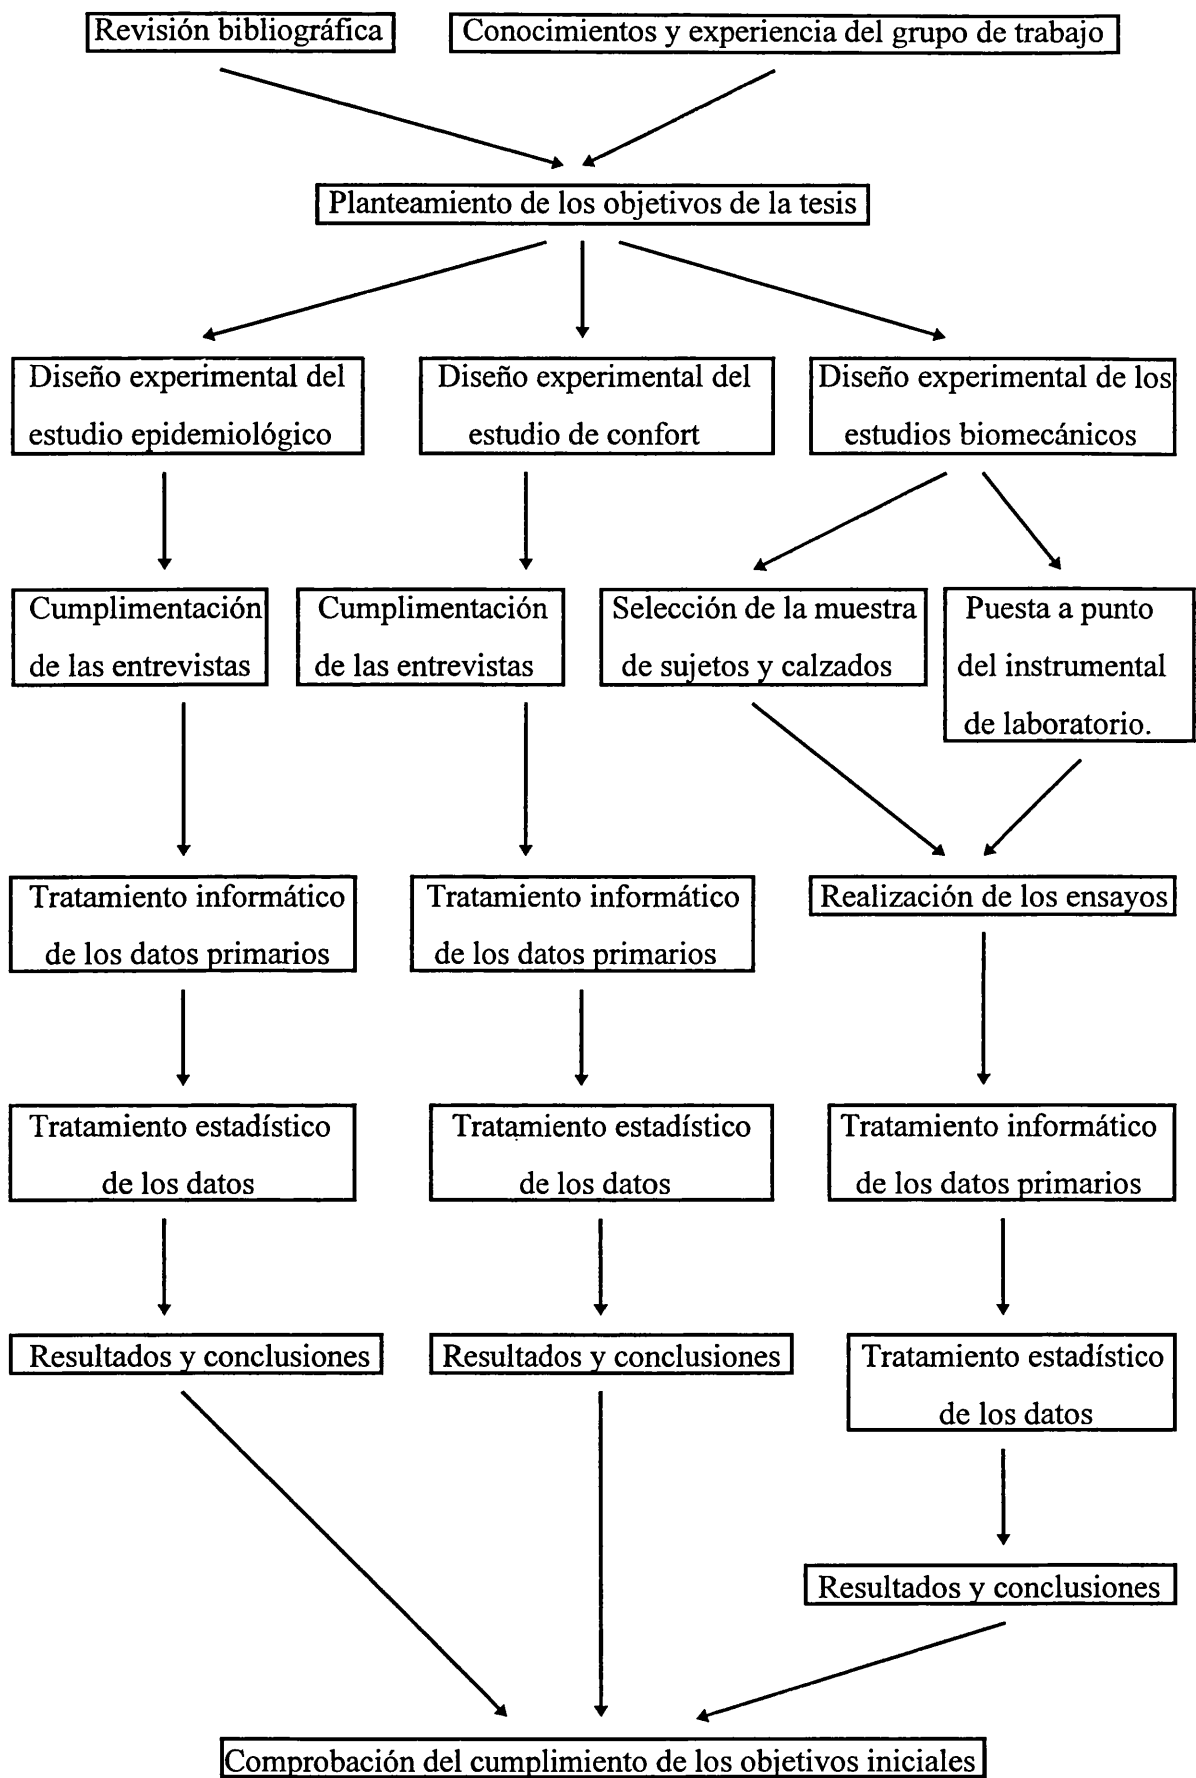 Revisión bibliográfica
Conocimientos y experiencia del grupo de trabajo
Planteamiento de los objetivos de la tesis
Diseño experimental del
estudio epidemiológico
Diseño experimental del
estudio de confort
Diseño experimental de los
estudios biomecánicos
Cumplimentación
de las entrevistas
Cumplimentación
de las entrevistas
Selección de la muestra
de sujetos y calzados
Puesta a punto
del instrumental
de laboratorio.
Tratamiento informático
de los datos primarios
Tratamiento informático
de los datos primarios
Realización de los ensayos
Tratamiento estadístico
de los datos
Tratamiento estadístico
de los datos
Tratamiento informático
de los datos primarios
Resultados y conclusiones
Resultados y conclusiones
Tratamiento estadístico
de los datos
Resultados y conclusiones
Comprobación del cumplimiento de los objetivos iniciales